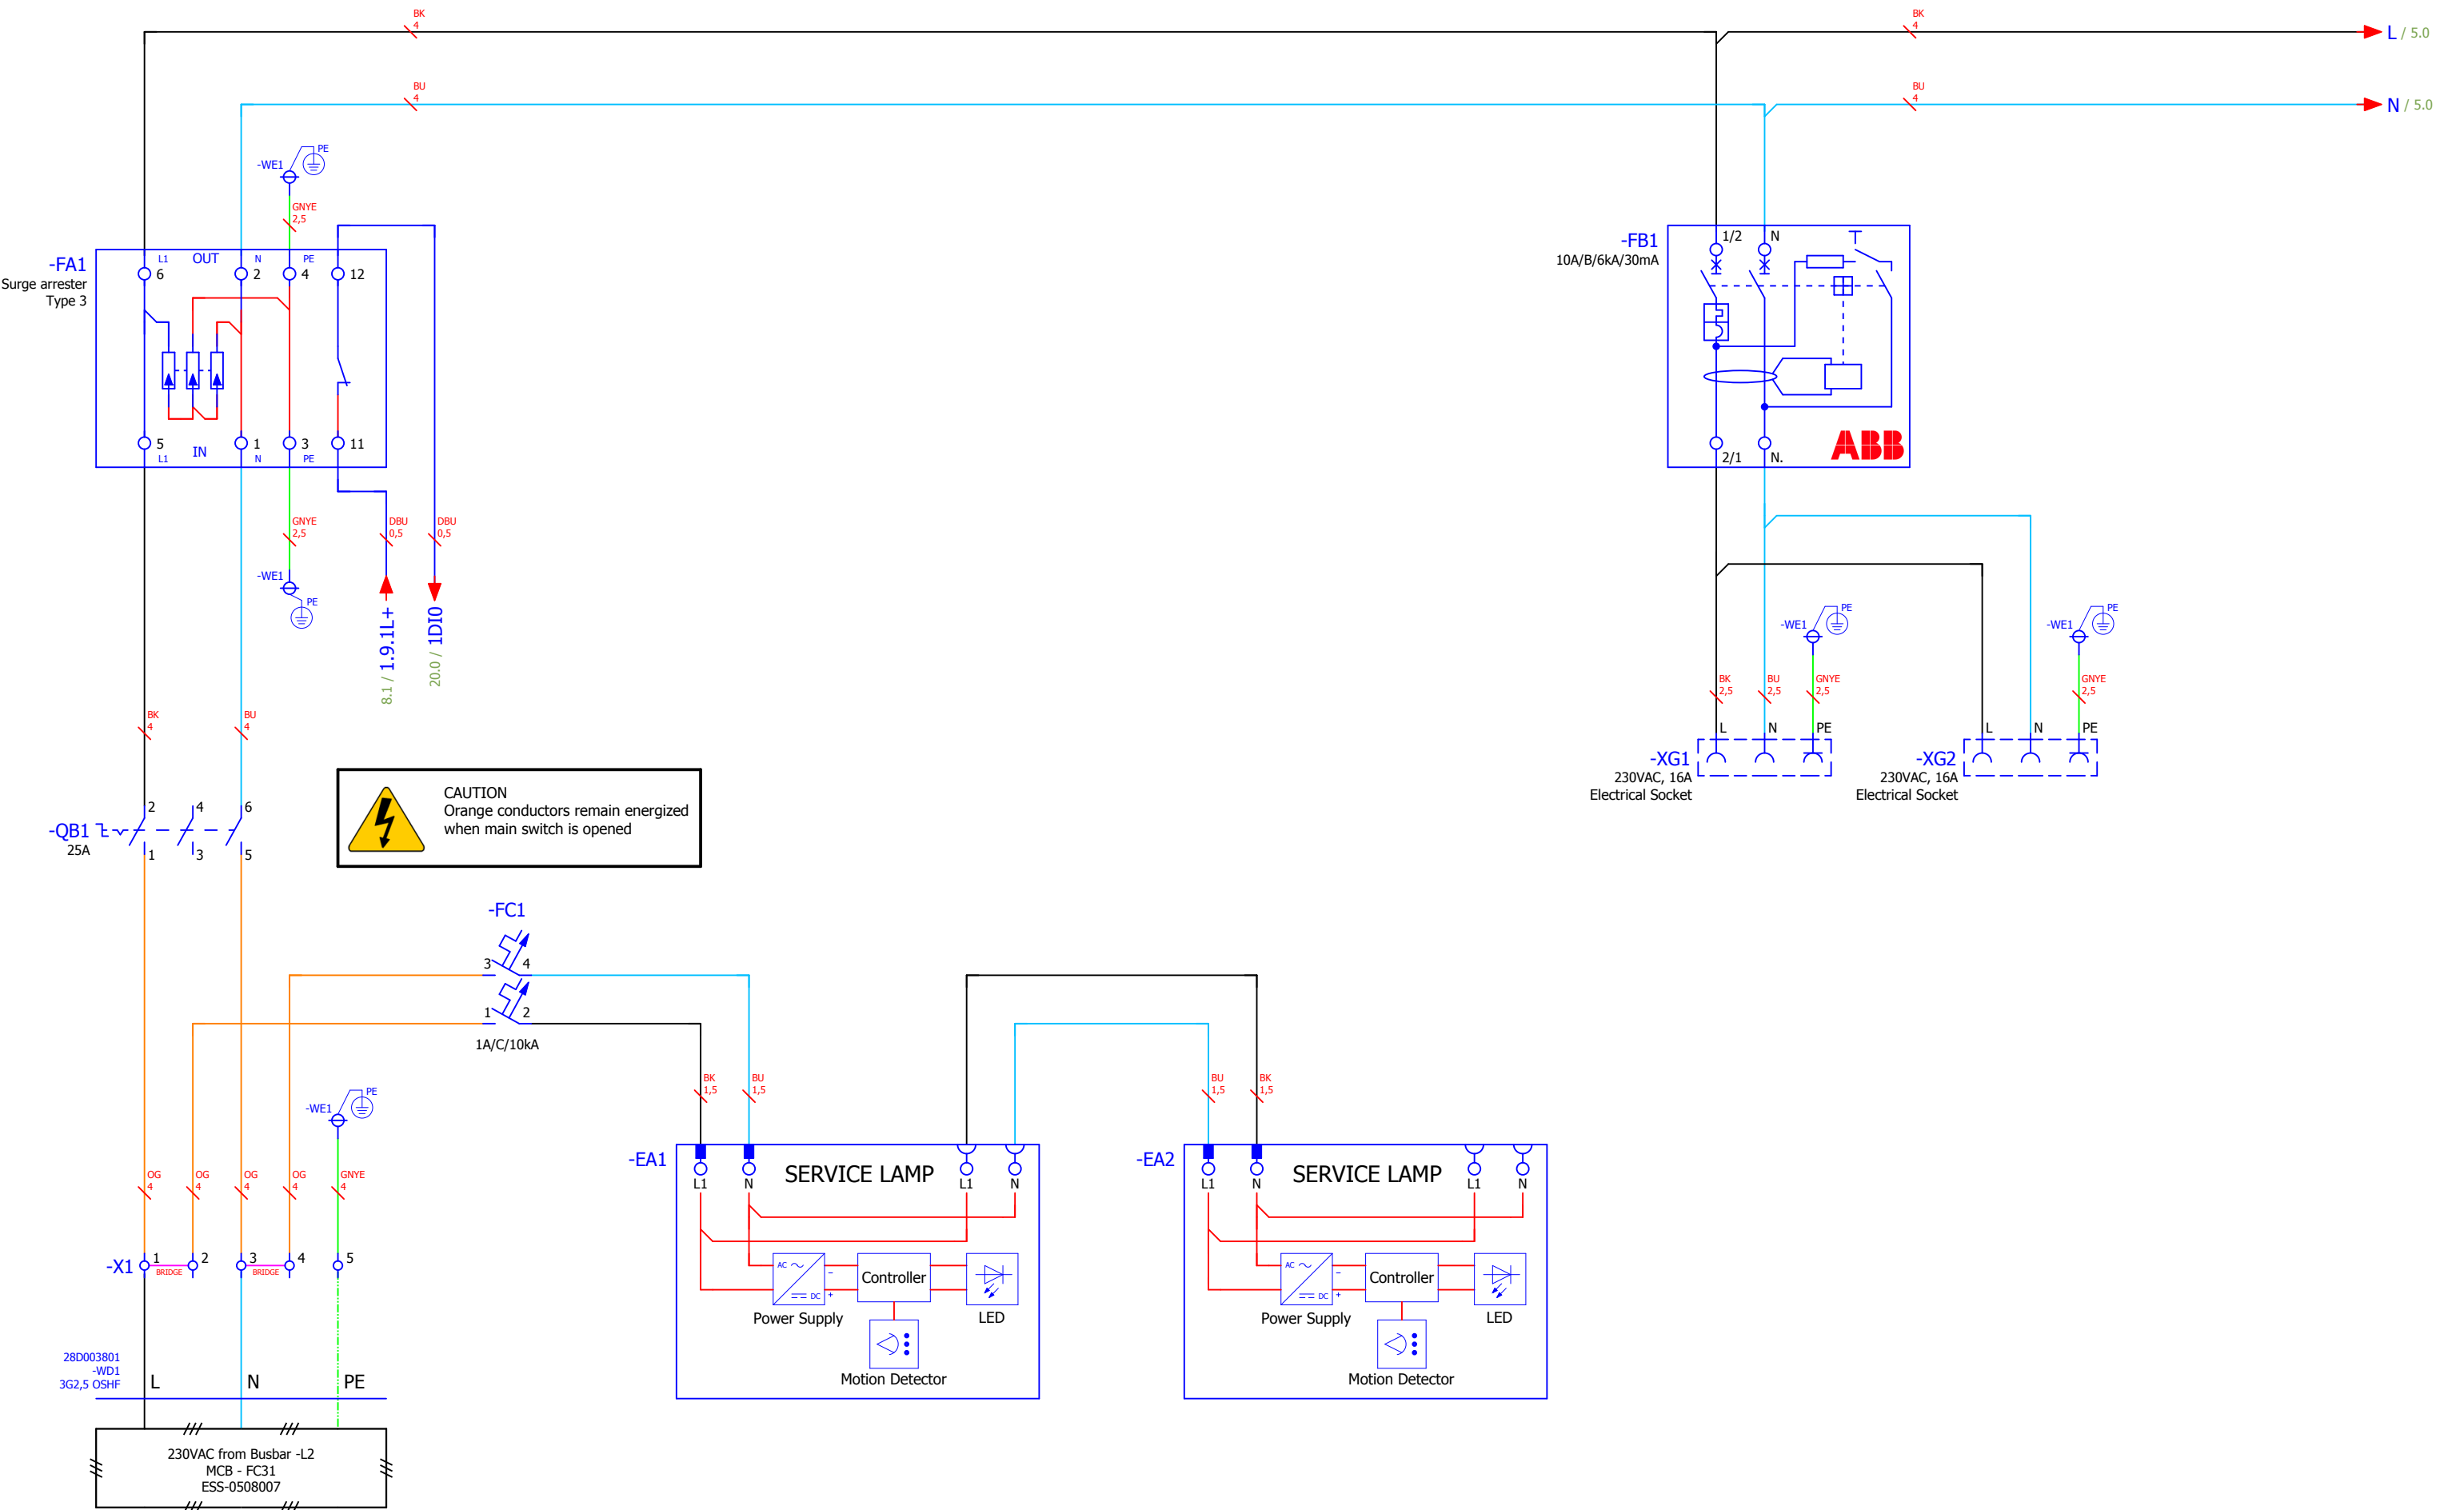 BK
4
BK
4
L / 5.0
BU
4
BU
4
N / 5.0
-WE1
PE
GNYE
2,5
-FA1
Surge arrester
Type 3
L1
OUT
N
PE
6
2
4
12
5
1
3
11
L1
IN
N
PE
-FB1
10A/B/6kA/30mA
1/2
N
2/1
N.
ABB
GNYE
2,5
DBU
0,5
DBU
0,5
-WE1
PE
8.1 / 1.9.1L+
20.0 / 1DI0
-WE1
PE
-WE1
PE
BK
2,5
BU
2,5
GNYE
2,5
GNYE
2,5
L
N
PE
L
N
PE
-XG1
230VAC, 16A
Electrical Socket
-XG2
230VAC, 16A
Electrical Socket
BK
4
BU
4
-QB1
25A
2
4
6
1
3
5
CAUTION
Orange conductors remain energized
when main switch is opened
-FC1
3
4
1
2
1A/C/10kA
BK
1,5
BU
1,5
BU
1,5
BK
1,5
-WE1
PE
OG
4
OG
4
OG
4
OG
4
GNYE
4
-EA1
SERVICE LAMP
L1
N
L1
N
AC
DC
-
+
Controller
Power Supply
LED
Motion Detector
-EA2
SERVICE LAMP
L1
N
L1
N
AC
DC
-
+
Controller
Power Supply
LED
Motion Detector
-X1
1
BRIDGE
2
3
BRIDGE
4
5
28D003801
-WD1
3G2,5 OSHF
L
N
PE
230VAC from Busbar -L2
MCB - FC31
ESS-0508007